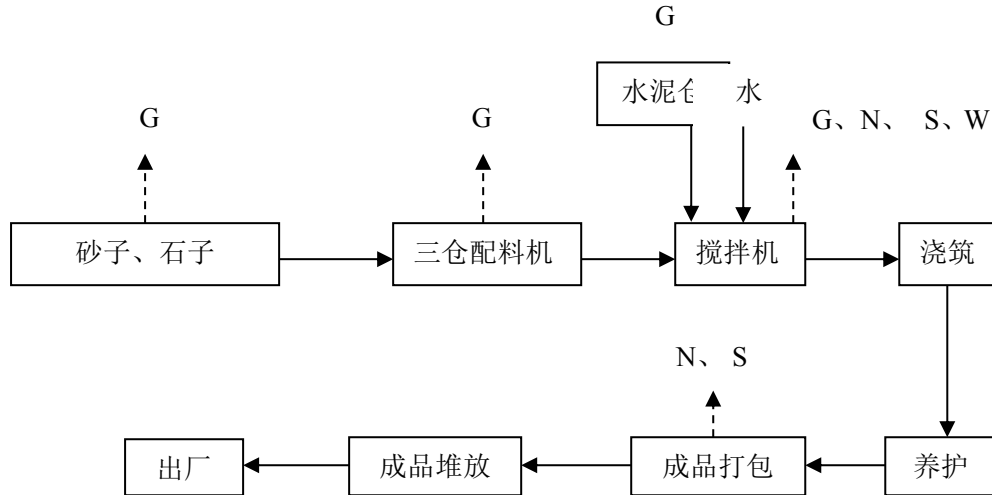 G
水泥仓 水
G
G
G、N、 S、W
砂子、石子
三仓配料机
搅拌机
浇筑
N、 S
出厂
成品堆放
成品打包
养护